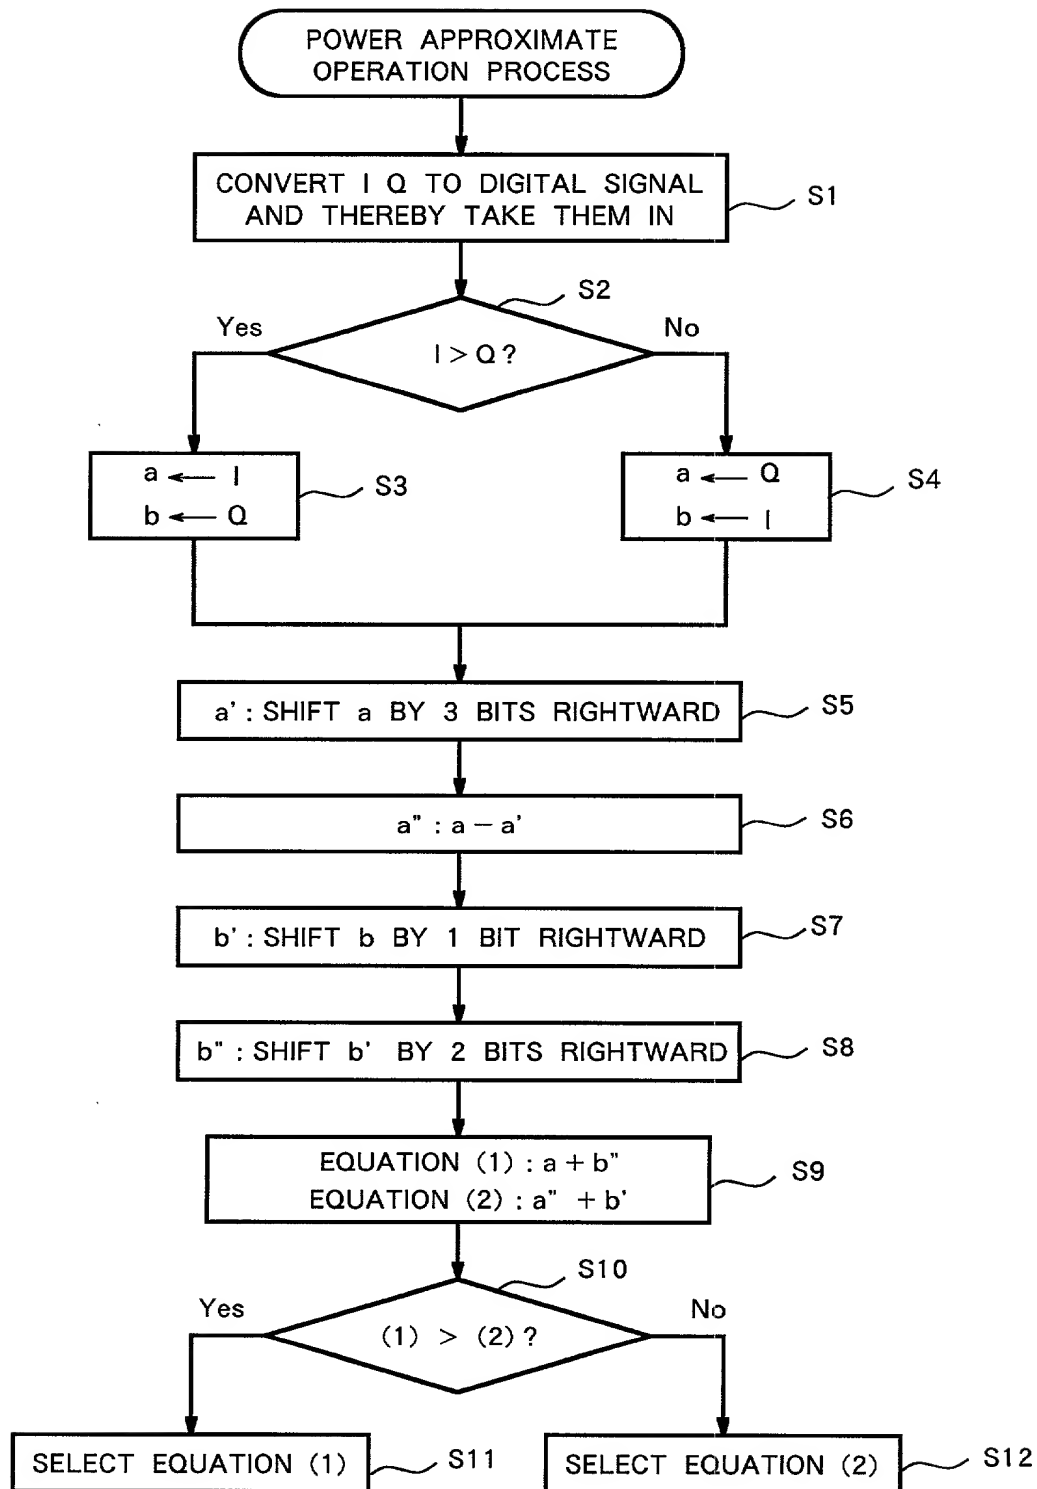 POWER APPROXIMATE
OPERATION PROCESS
CONVERT I Q TO DIGITAL SIGNAL
AND THEREBY TAKE THEM IN
S1
S2
Yes
No
I > Q ?
a ← I
b ← Q
S3
a ← Q
b ← I
S4
a' : SHIFT a BY 3 BITS RIGHTWARD
S5
a" : a — a'
S6
b' : SHIFT b BY 1 BIT RIGHTWARD
S7
b" : SHIFT b' BY 2 BITS RIGHTWARD
S8
EQUATION (1) : a + b"
EQUATION (2) : a" + b'
S9
S10
Yes
No
(1) > (2) ?
SELECT EQUATION (1)
S11
SELECT EQUATION (2)
S12